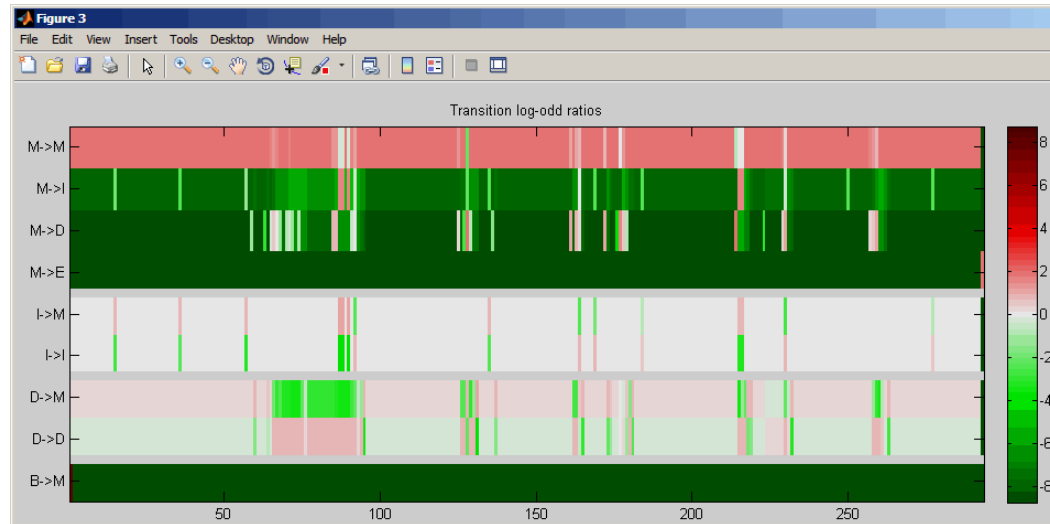 Figure 3
File Edit View Insert Tools Desktop Window Help
Transition log-odd ratios
M->M
M->I
M->D
M->E
I->M
I->I
D->M
D->D
B->M
50 100 150 200 250
8
6
4
2
0
-2
-4
-6
-8